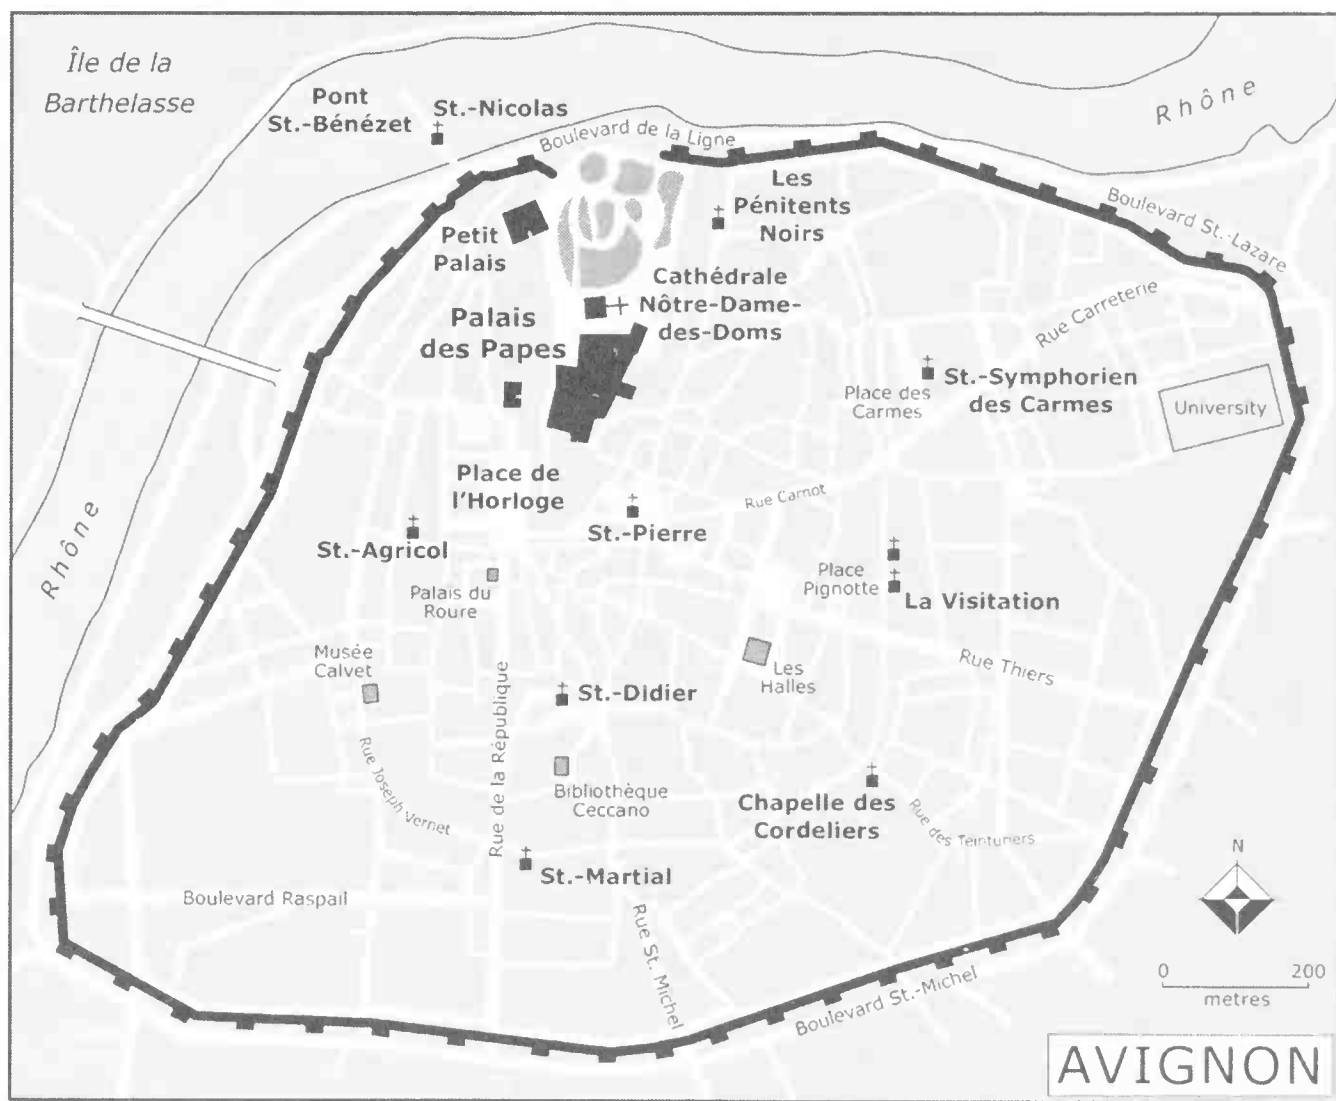 Île de la
Barthelasse
Pont
St.-Bénézet
St.-Nicolas
Boulevard de la Ligne
Rhône
Les
Pénitents
Noirs
Boulevard St.-Lazare
Petit
Palais
Cathédrale
Nôtre-Dame-
des-Doms
Rue Carreterie
Palais
des Papes
Place des
Carmes
St.-Symphorien
des Carmes
University
Place de
l'Horloge
Rue Carnot
St.-Pierre
St.-Agricol
Rhône
Palais du
Roure
Place
Pignotte
La Visitation
Musée
Calvet
Les
Halles
Rue Thiers
St.-Didier
Rue de la République
Rue Joseph Vernet
Bibliothèque
Ceccano
Chapelle des
Cordeliers
Rue des Teinturiers
St.-Martial
Boulevard Raspail
Rue St. Michel
Boulevard St.-Michel
N
0 200
metres
AVIGNON